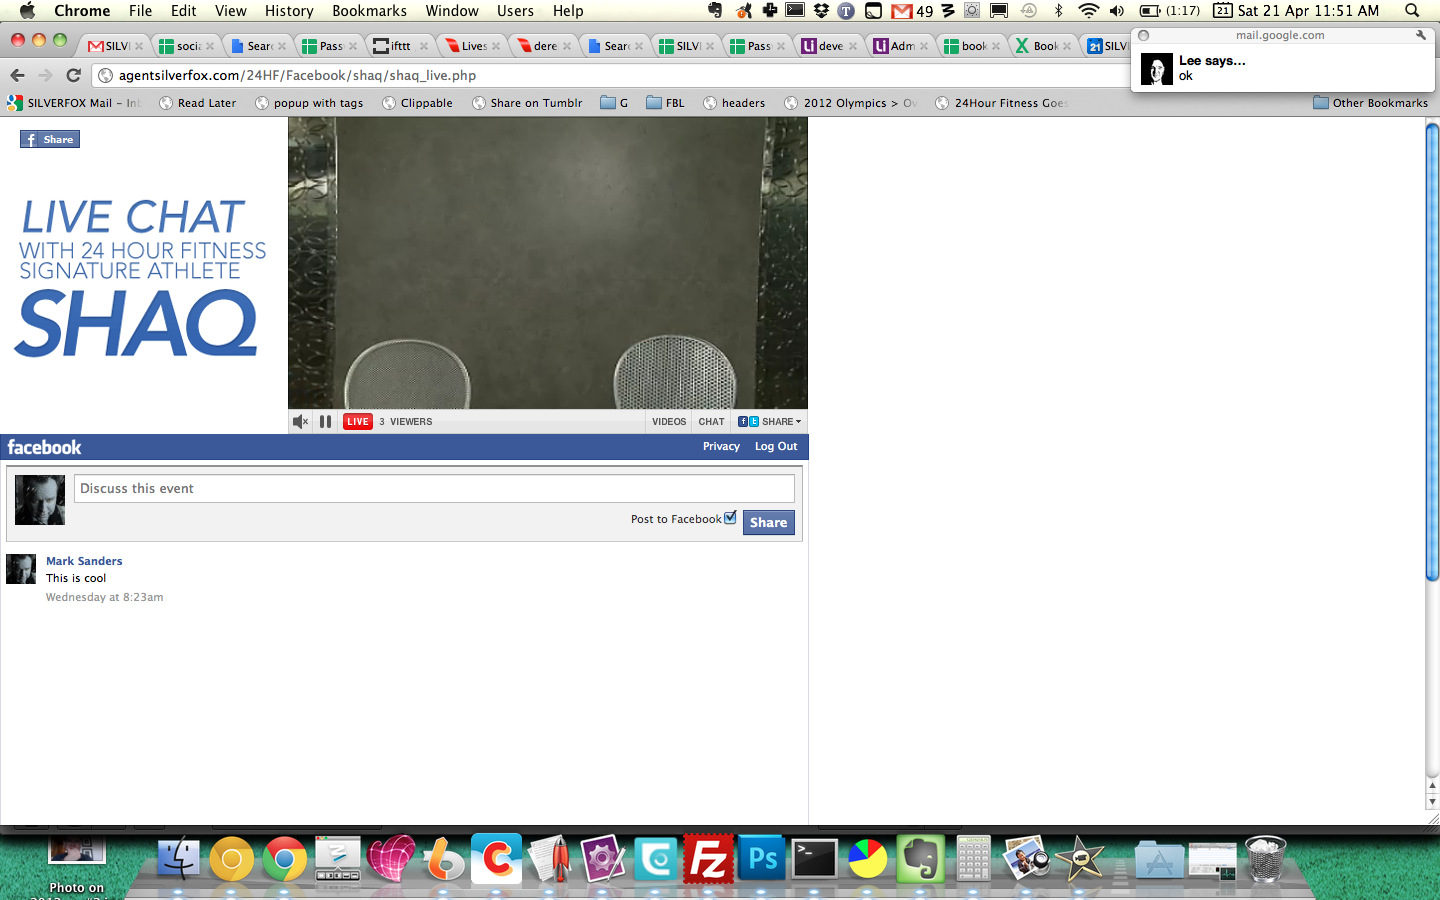 Chrome File Edit View History Bookmarks Window Users Help 49 (1:17) 21 Sat 21 Apr 11:51 AM
SILV socia Sear Pass ifttt Lives dere Sear SILV Pass deve Adm book Book 21 SILV
mail.google.com
Lee says...
ok
agentsilverfox.com/24HF/Facebook/shaq/shaq_live.php
SILVERFOX Mail - In Read Later popup with tags Clippable Share on Tumblr G FBL headers 2012 Olympics > Ov 24Hour Fitness Goes Other Bookmarks
f Share
LIVE CHAT
WITH 24 HOUR FITNESS
SIGNATURE ATHLETE
SHAQ
LIVE 3 VIEWERS VIDEOS CHAT SHARE
facebook Privacy Log Out
Discuss this event
Post to Facebook Share
Mark Sanders
This is cool
Wednesday at 8:23am
Fz Ps
Photo on